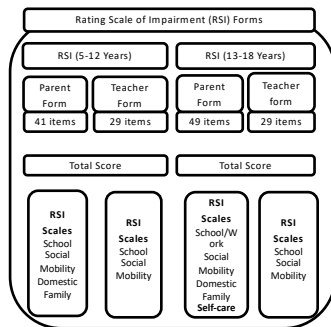 Rating Scale of Impairment (RSI) Forms
RSI (5-12 Years)
RSI (13-18 Years)
Parent
Form
Teacher
Form
Parent
Form
Teacher
form
41 items
29 items
49 items
29 items
Total Score
Total Score
RSI
Scales
School
Social
Mobility
Domestic
Family
RSI
Scales
School
Social
Mobility
RSI
Scales
School/W
ork
Social
Mobility
Domestic
Family
Self-care
RSI
Scales
School
Social
Mobility